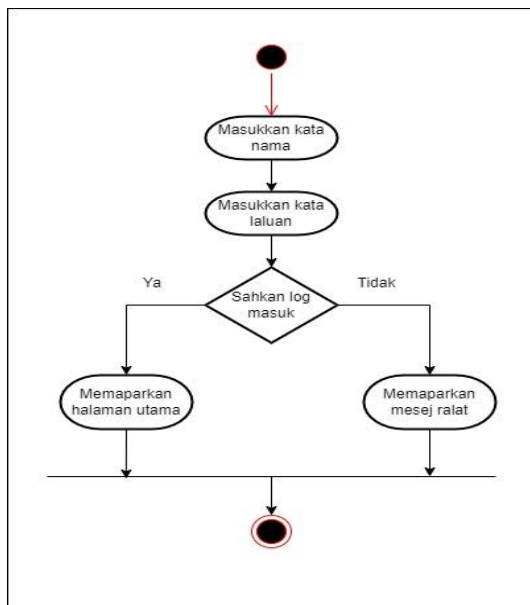 Masukkan kata
nama
Masukkan kata
laluan
Ya
Tidak
Sahkan log
masuk
Memaparkan
halaman utama
Memaparkan
mesej ralat